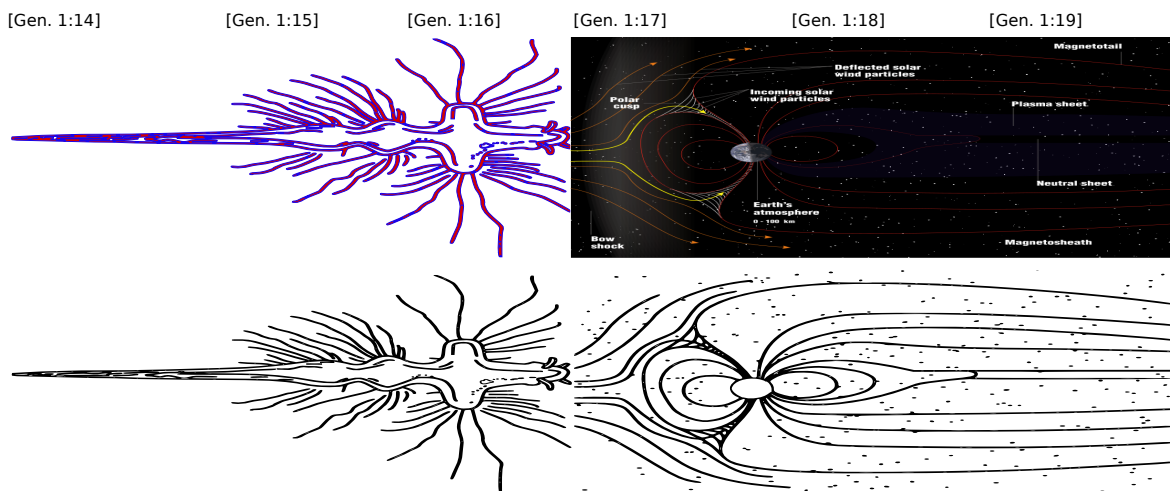 [Gen. 1:14] [Gen. 1:15] [Gen. 1:16] [Gen. 1:17] [Gen. 1:18] [Gen. 1:19]
Magnetotail
Deflected solar
wind particles
Incoming solar
wind particles
Polar
cusp
Plasma sheet
Neutral sheet
Earth's
atmosphere
0 - 100 km
Bow
shock
Magnetosheath